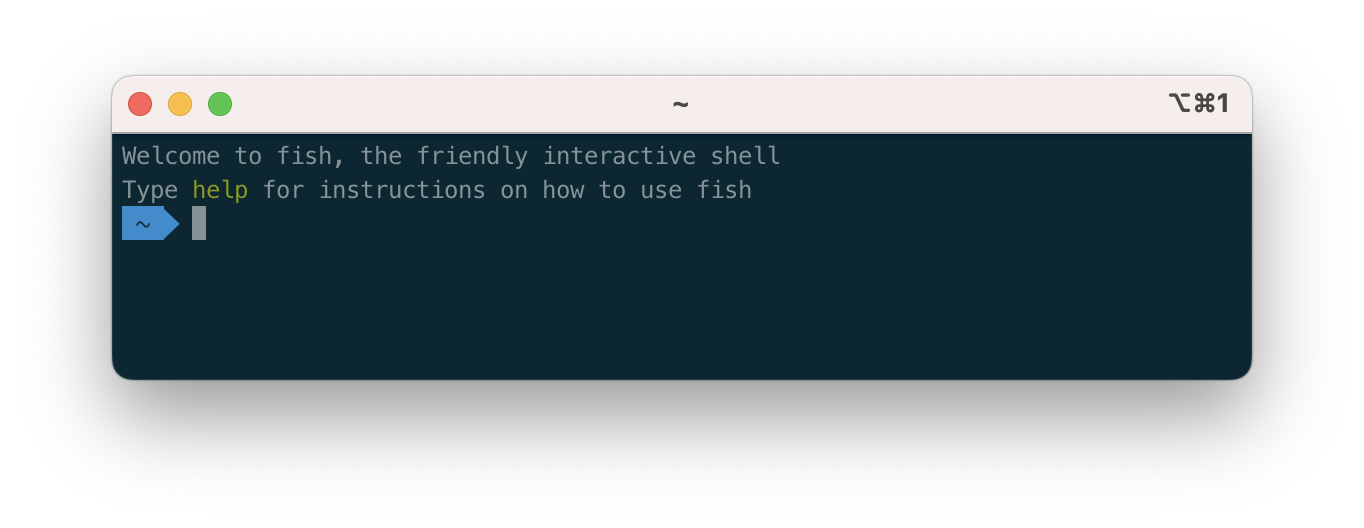 ~ ⌥⌘1
Welcome to fish, the friendly interactive shell
Type help for instructions on how to use fish
~